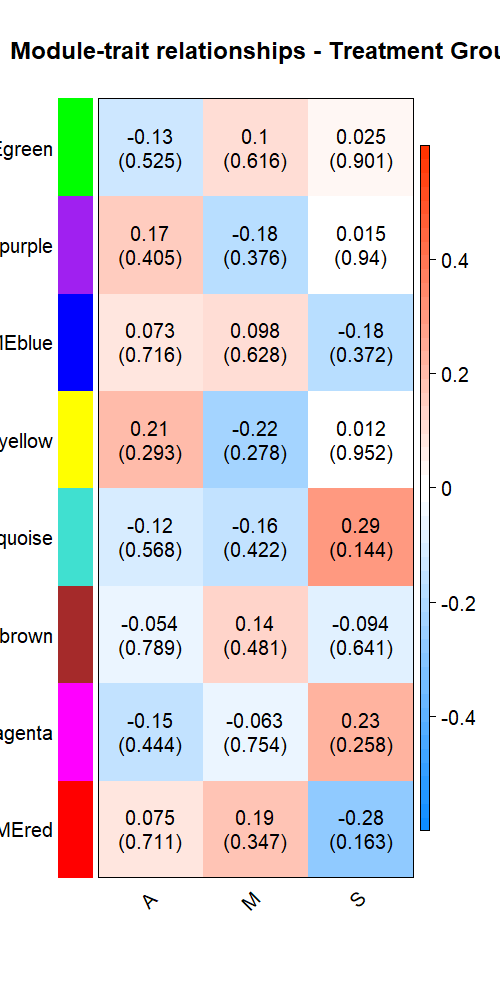 Module-trait relationships - Treatment Grou
-0.13 0.1 0.025
Egreen (0.525) (0.616) (0.901)
0.17 -0.18 0.015
purple (0.405) (0.376) (0.94)
0.073 0.098 -0.18
MEblue (0.716) (0.628) (0.372)
0.21 -0.22 0.012
yellow (0.293) (0.278) (0.952)
-0.12 -0.16 0.29
quoise (0.568) (0.422) (0.144)
-0.054 0.14 -0.094
brown (0.789) (0.481) (0.641)
-0.15 -0.063 0.23
agenta (0.444) (0.754) (0.258)
0.075 0.19 -0.28
MEred (0.711) (0.347) (0.163)
A M S
0.4
0.2
0
-0.2
-0.4